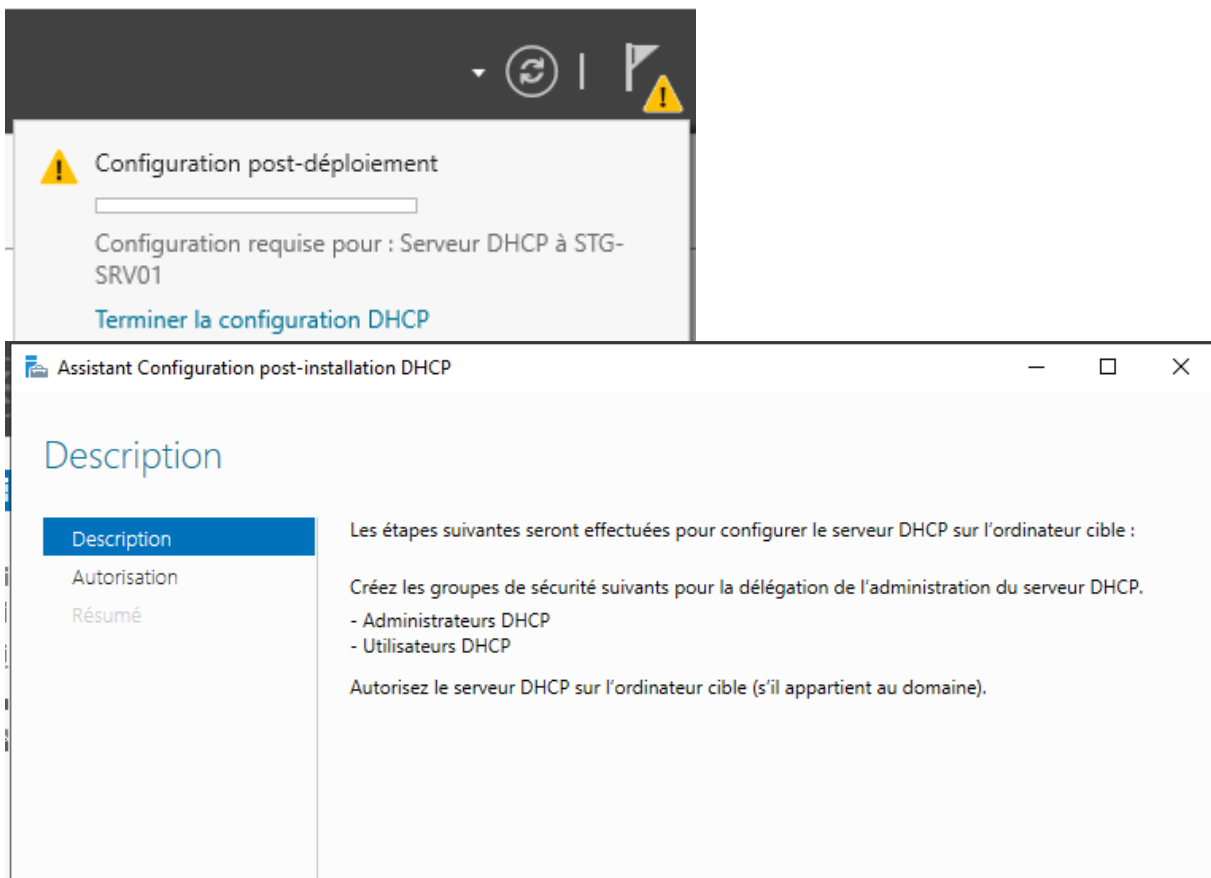 Configuration post-déploiement
Configuration requise pour : Serveur DHCP à STG-
SRV01
Terminer la configuration DHCP
Assistant Configuration post-installation DHCP
Description
Description
Les étapes suivantes seront effectuées pour configurer le serveur DHCP sur l'ordinateur cible :
Autorisation
Créez les groupes de sécurité suivants pour la délégation de l'administration du serveur DHCP.
Résumé
- Administrateurs DHCP
- Utilisateurs DHCP
Autorisez le serveur DHCP sur l'ordinateur cible (s'il appartient au domaine).